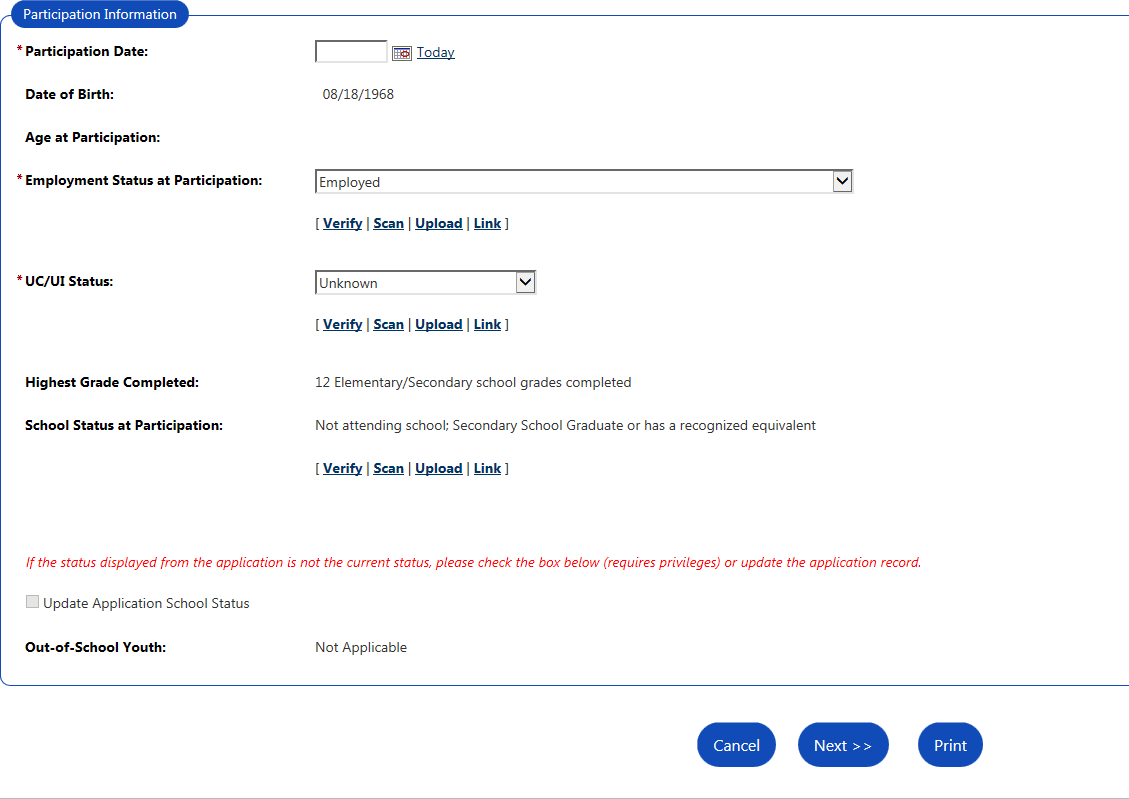 Participation Information
* Participation Date: Today
Date of Birth: 08/18/1968
Age at Participation:
* Employment Status at Participation: Employed
[ Verify | Scan | Upload | Link ]
* UC/UI Status: Unknown
[ Verify | Scan | Upload | Link ]
Highest Grade Completed: 12 Elementary/Secondary school grades completed
School Status at Participation: Not attending school; Secondary School Graduate or has a recognized equivalent
[ Verify | Scan | Upload | Link ]
If the status displayed from the application is not the current status, please check the box below (requires privileges) or update the application record.
Update Application School Status
Out-of-School Youth: Not Applicable
Cancel Next >> Print